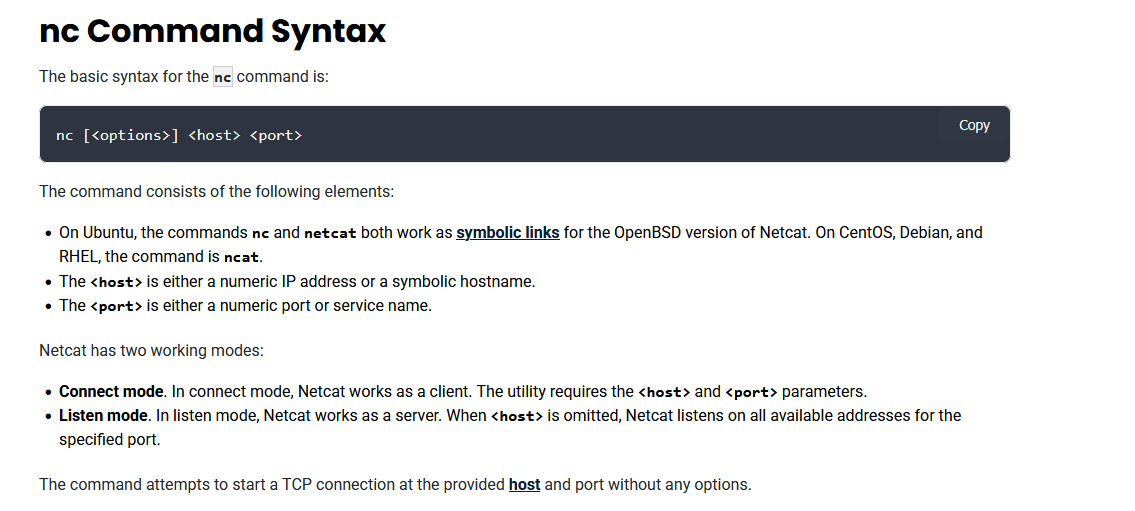 nc Command Syntax
The basic syntax for the nc command is:
nc [<options>] <host> <port>
Copy
The command consists of the following elements:
• On Ubuntu, the commands nc and netcat both work as symbolic links for the OpenBSD version of Netcat. On CentOS, Debian, and
RHEL, the command is ncat.
• The <host> is either a numeric IP address or a symbolic hostname.
• The <port> is either a numeric port or service name.
Netcat has two working modes:
• Connect mode. In connect mode, Netcat works as a client. The utility requires the <host> and <port> parameters.
• Listen mode. In listen mode, Netcat works as a server. When <host> is omitted, Netcat listens on all available addresses for the
specified port.
The command attempts to start a TCP connection at the provided host and port without any options.